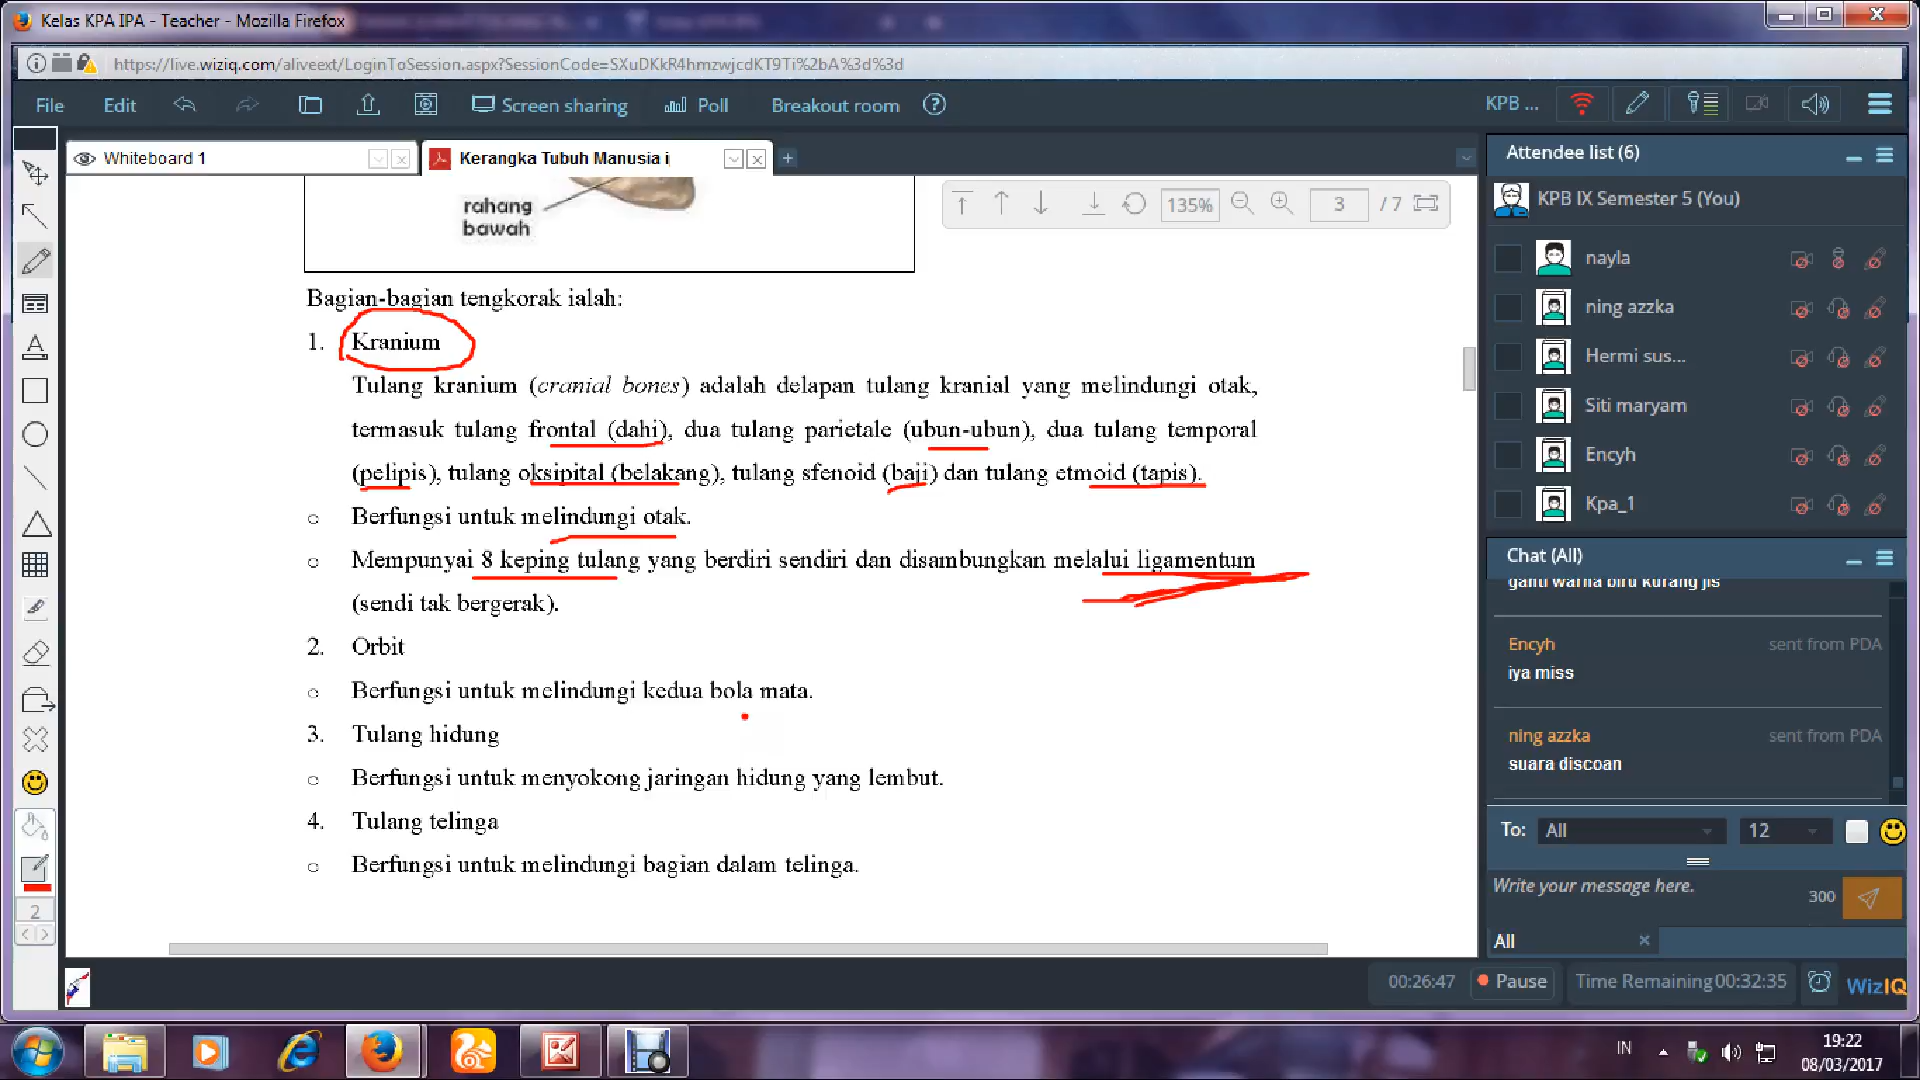 Kelas KPA IPA - Teacher - Mozilla Firefox
https://live.wiziq.com/aliveext/LoginToSession.aspx?SessionCode=SXuDKkR4hmzwjcdKT9Ti%2bA%3d%3d
File Edit Screen sharing Poll Breakout room ? KPB ...
Whiteboard 1
Kerangka Tubuh Manusia i
135% 3 / 7
rahang
bawah
Bagian-bagian tengkorak ialah:
1. Kranium
Tulang kranium (cranial bones) adalah delapan tulang kranial yang melindungi otak,
termasuk tulang frontal (dahi), dua tulang parietale (ubun-ubun), dua tulang temporal
(pelipis), tulang oksipital (belakang), tulang sfenoid (baji) dan tulang etmoid (tapis).
o Berfungsi untuk melindungi otak.
o Mempunyai 8 keping tulang yang berdiri sendiri dan disambungkan melalui ligamentum
(sendi tak bergerak).
2. Orbit
o Berfungsi untuk melindungi kedua bola mata.
3. Tulang hidung
o Berfungsi untuk menyokong jaringan hidung yang lembut.
4. Tulang telinga
o Berfungsi untuk melindungi bagian dalam telinga.
2
Attendee list (6)
KPB IX Semester 5 (You)
nayla
ning azzka
Hermi sus...
Siti maryam
Encyh
Kpa_1
Chat (All)
ganti warna biru kurang jls
Encyh sent from PDA
iya miss
ning azzka sent from PDA
suara discoan
To: All 12
Write your message here. 300
All
00:26:47 Pause Time Remaining 00:32:35 WizIQ
IN
19:22
08/03/2017